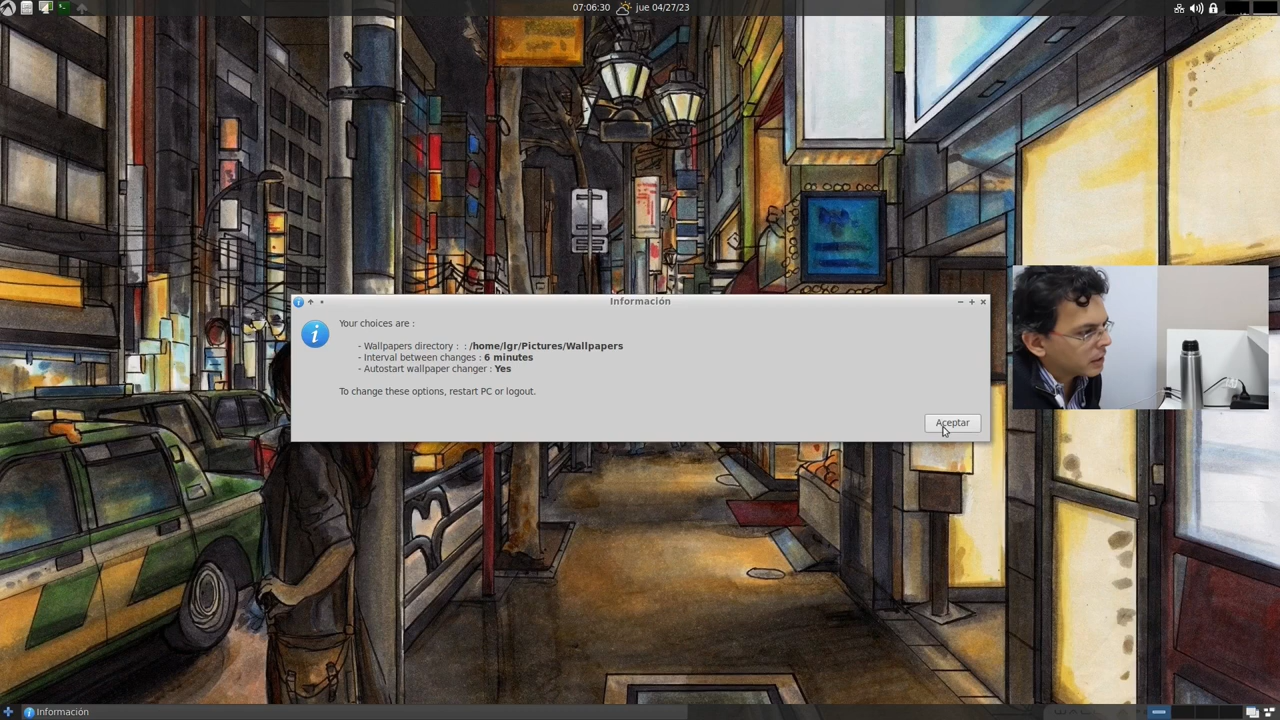 07:06:30 jue 04/27/23
Información
Your choices are :
- Wallpapers directory : : /home/lgr/Pictures/Wallpapers
- Interval between changes : 6 minutes
- Autostart wallpaper changer : Yes
To change these options, restart PC or logout.
Aceptar
Información